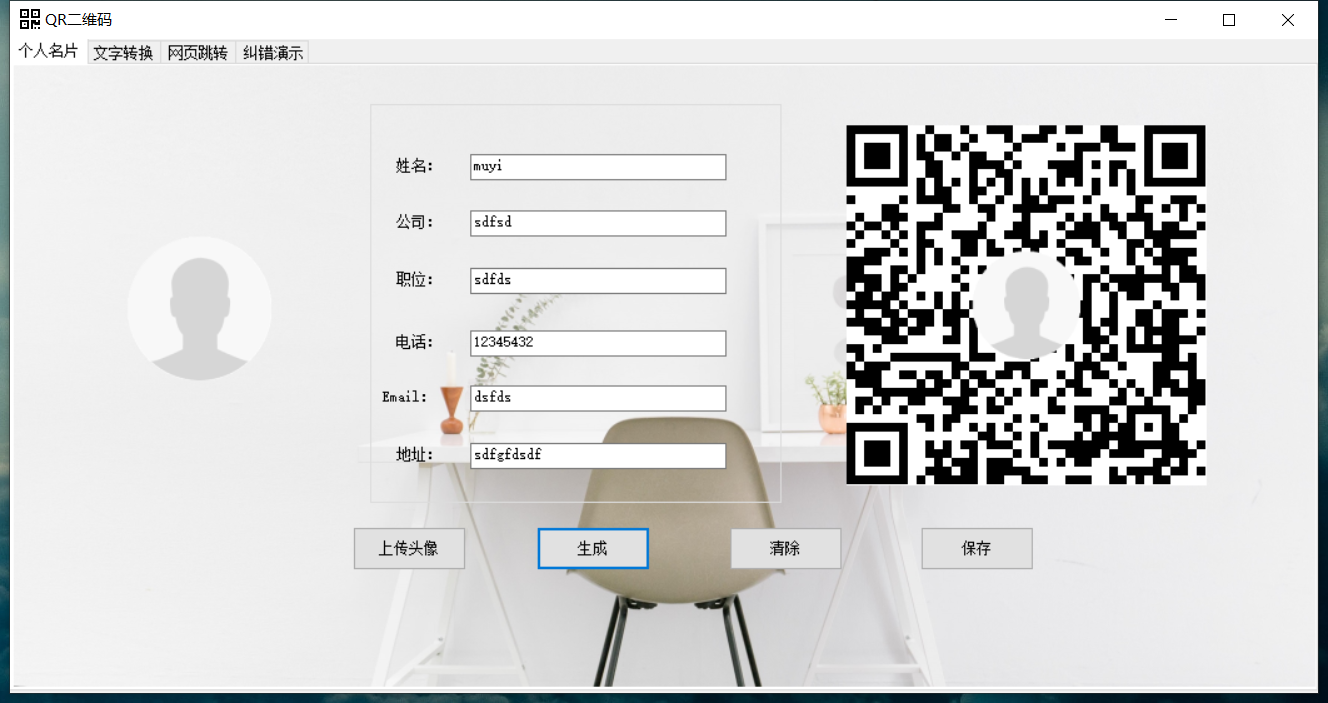 QR二维码
个人名片 文字转换 网页跳转 纠错演示
姓名: muyi
公司: sdfsd
职位: sdfds
电话: 12345432
Email: dsfds
地址: sdfgfdsdf
上传头像 生成 清除 保存